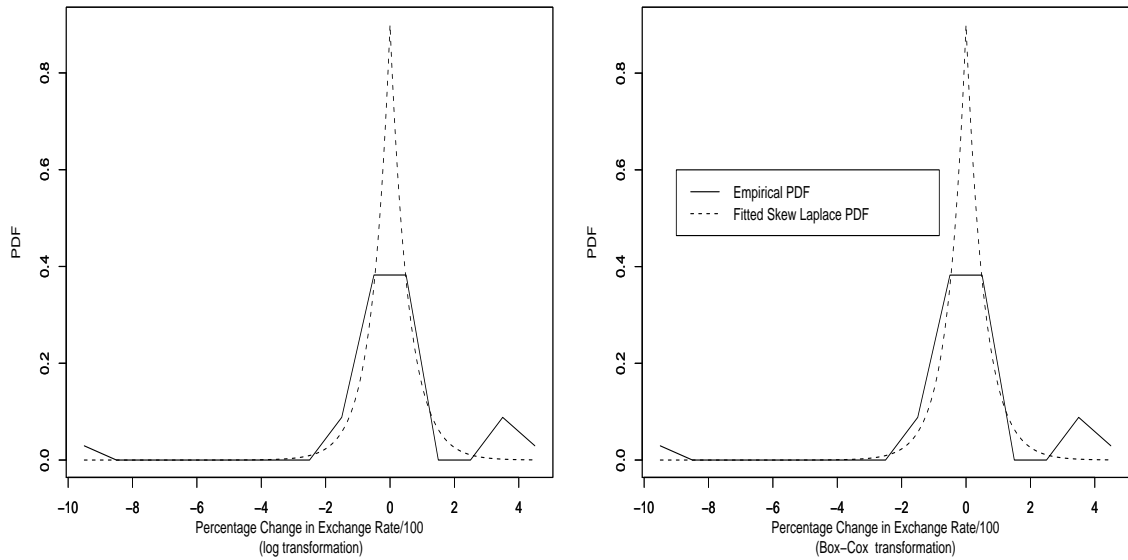 PDF
0.8
0.6
0.4
0.2
0.0
−10 −8 −6 −4 −2 0 2 4
Percentage Change in Exchange Rate/100
(log transformation)
PDF
0.8
0.6
0.4
0.2
0.0
Empirical PDF
Fitted Skew Laplace PDF
−10 −8 −6 −4 −2 0 2 4
Percentage Change in Exchange Rate/100
(Box−Cox transformation)